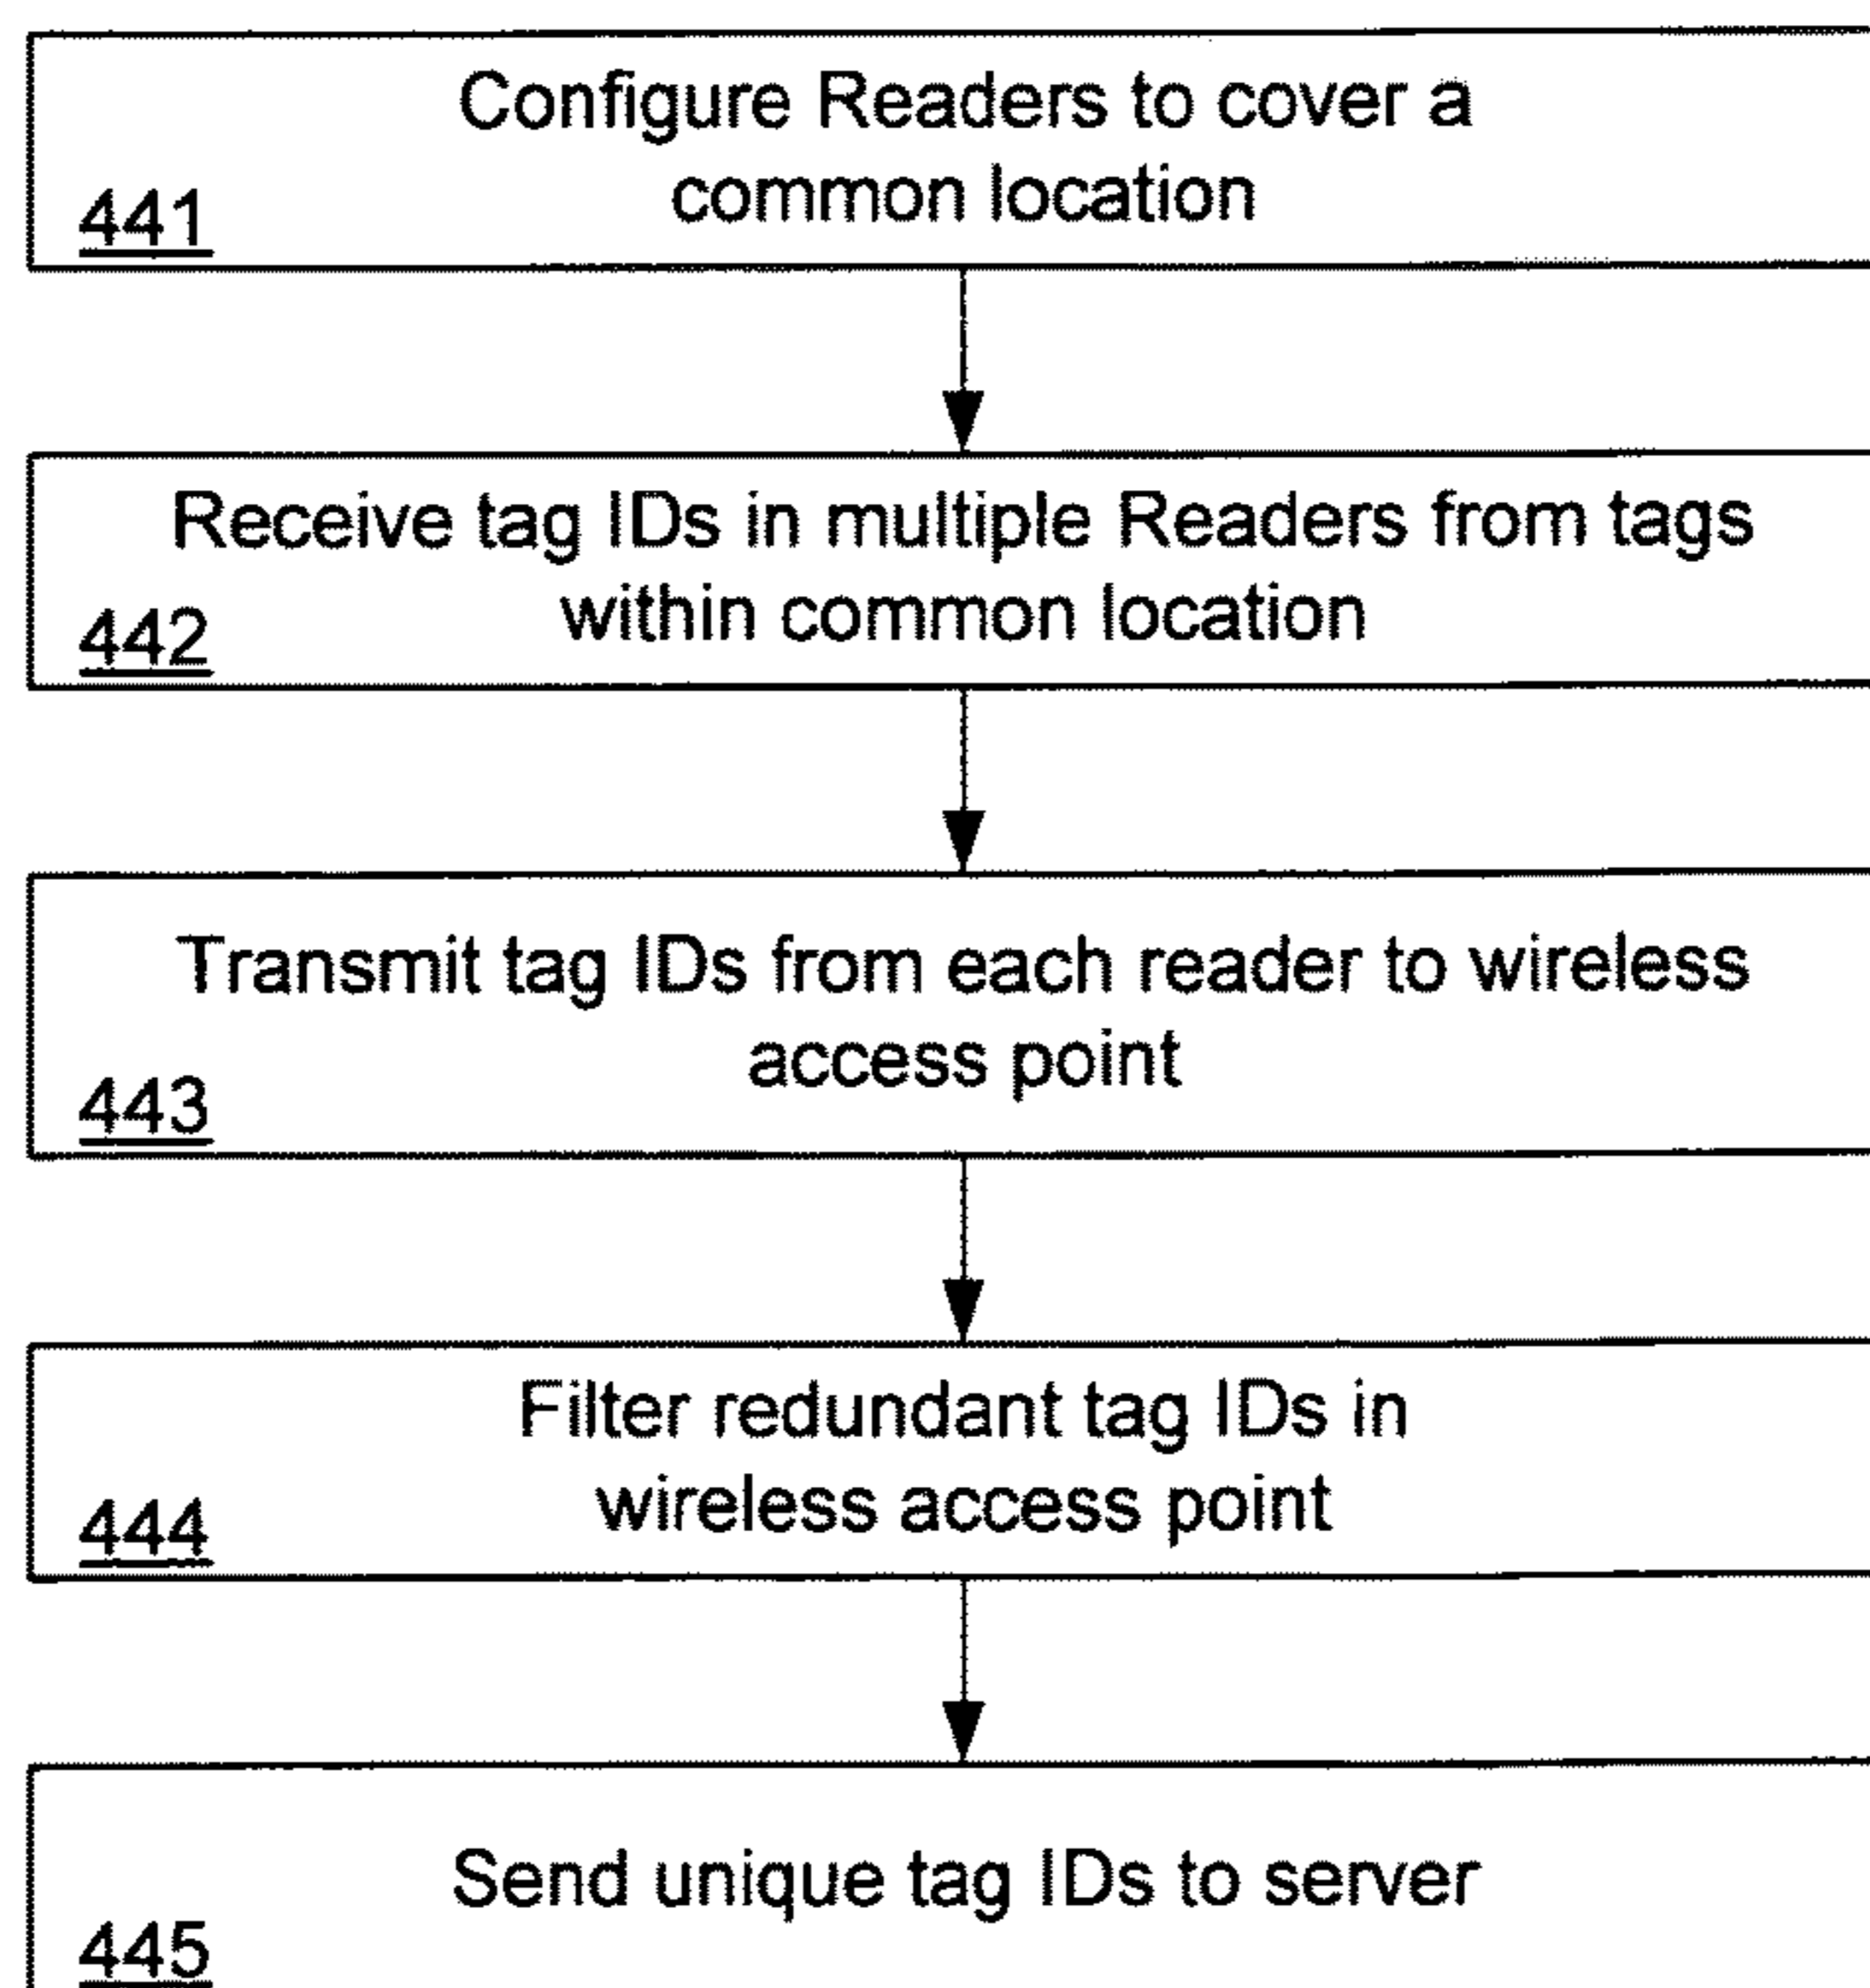 Configure Readers to cover a
common location
441
Receive tag IDs in multiple Readers from tags
within common location
442
Transmit tag IDs from each reader to wireless
access point
443
Filter redundant tag IDs in
wireless access point
444
Send unique tag IDs to server
445